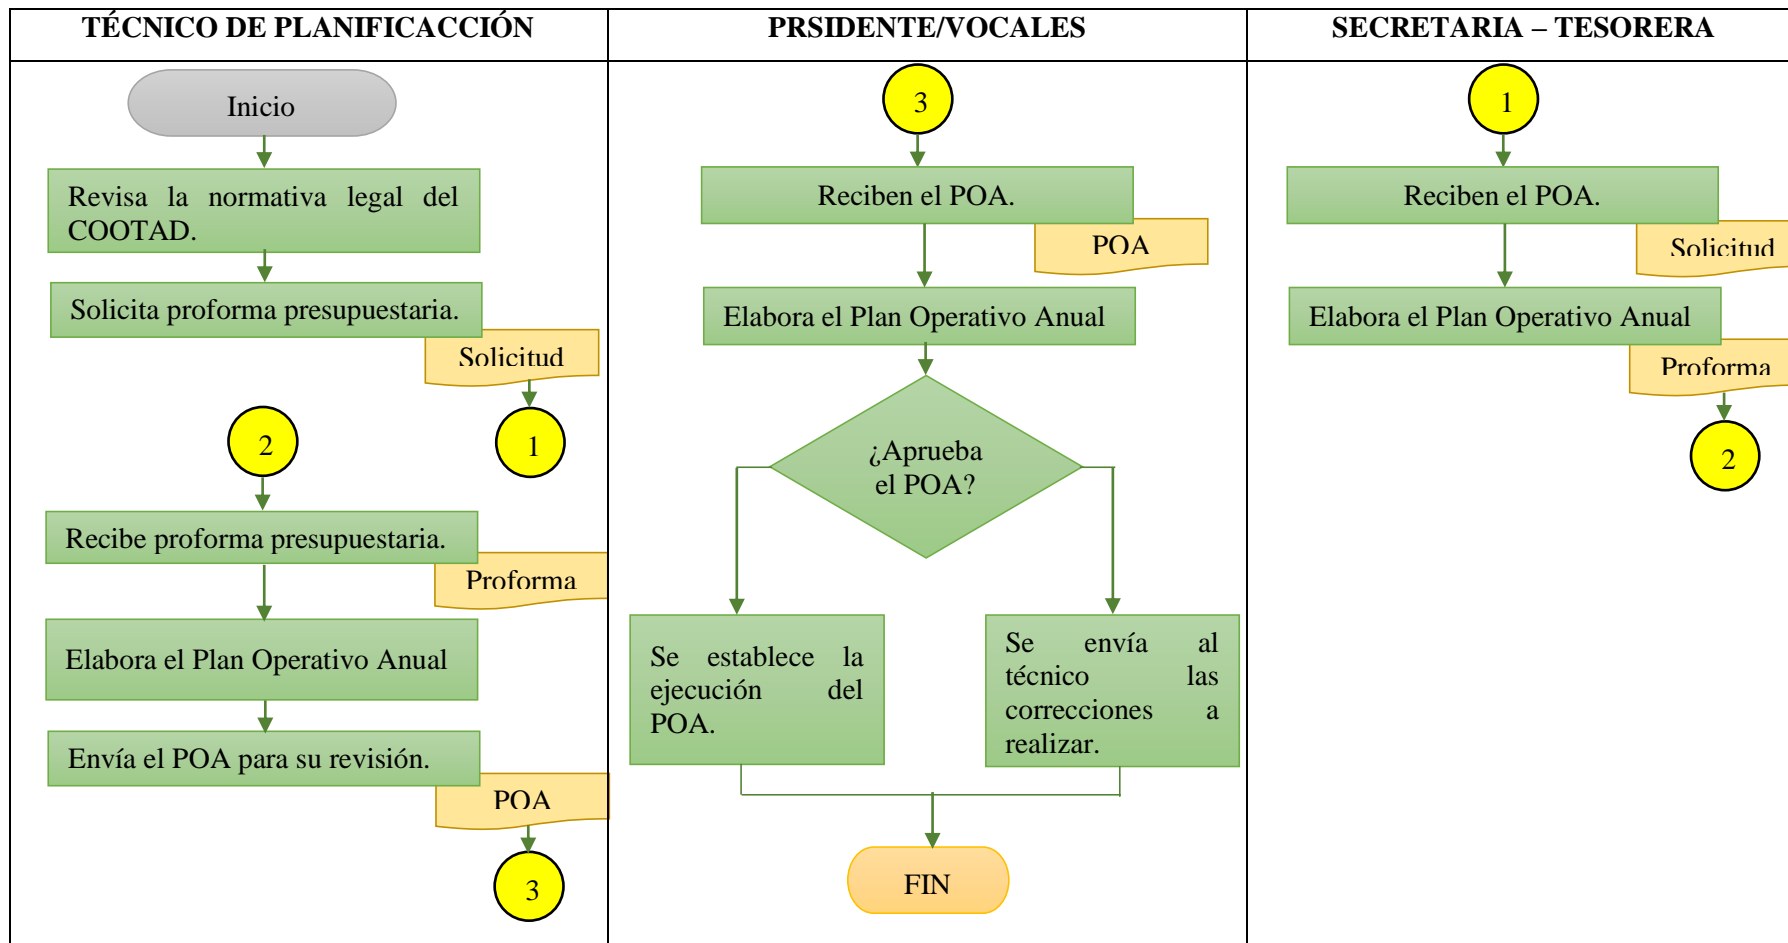 TÉCNICO DE PLANIFICACCIÓN
Inicio
Revisa la normativa legal del
COOTAD.
Solicita proforma presupuestaria.
Solicitud
1
2
Recibe proforma presupuestaria.
Proforma
Elabora el Plan Operativo Anual
Envía el POA para su revisión.
POA
3
PRSIDENTE/VOCALES
3
Reciben el POA.
POA
Elabora el Plan Operativo Anual
¿Aprueba
el POA?
Se establece la
ejecución del
POA.
Se envía al
técnico las
correcciones a
realizar.
FIN
SECRETARIA – TESORERA
1
Reciben el POA.
Solicitud
Elabora el Plan Operativo Anual
Proforma
2